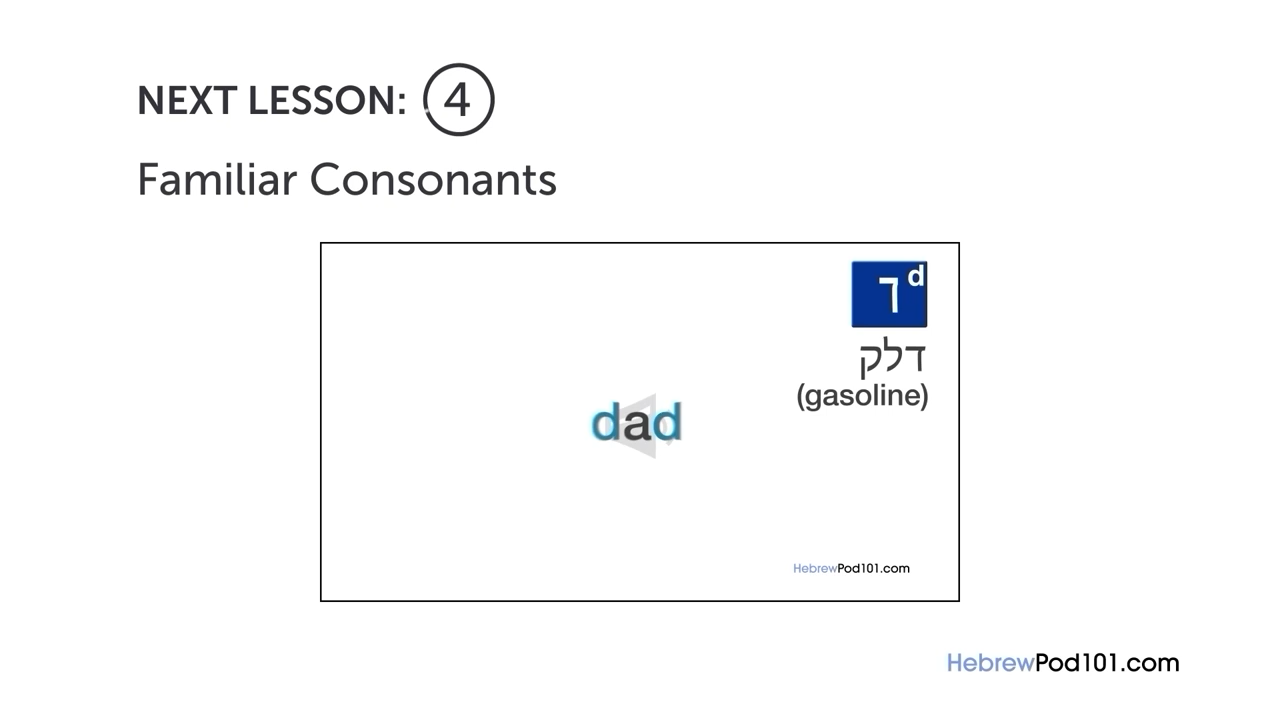 NEXT LESSON: 4
Familiar Consonants
ד d
דלק
(gasoline)
dad
HebrewPod101.com
HebrewPod101.com